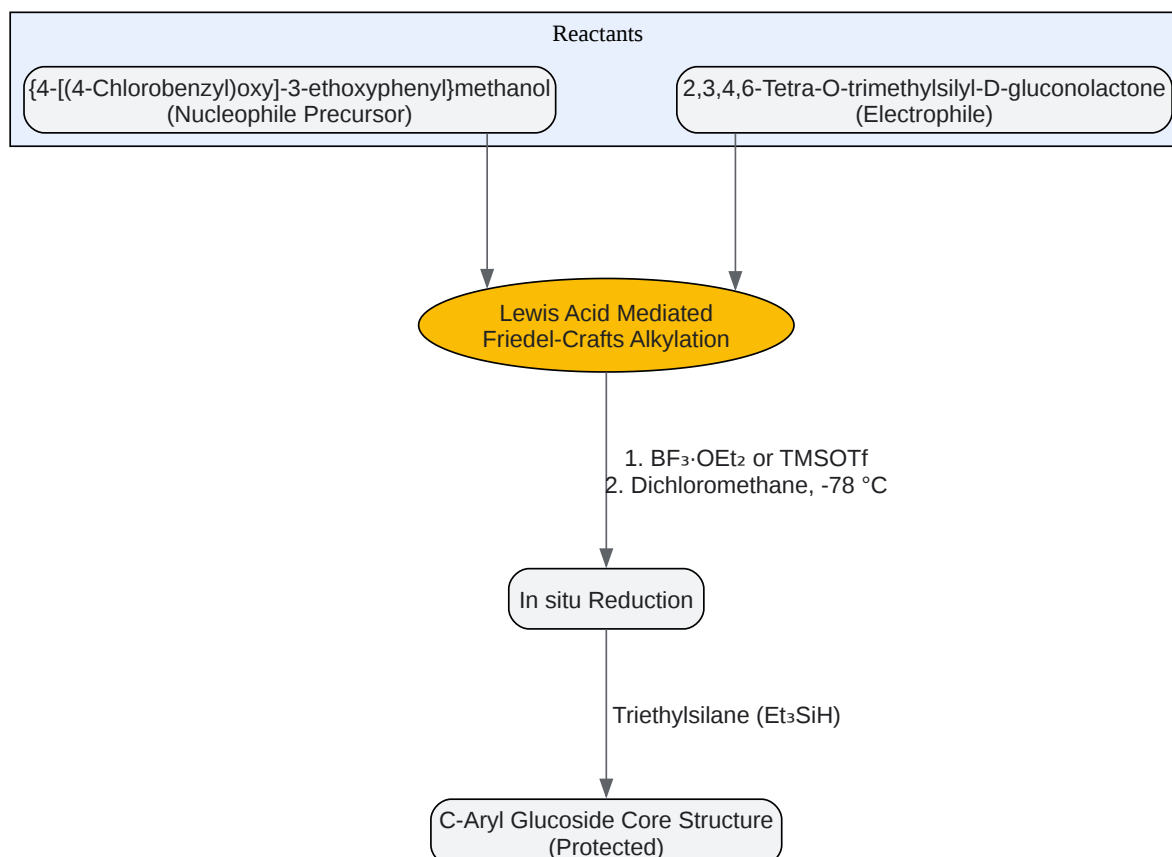 Reactants
{4-[(4-Chlorobenzyl)oxy]-3-ethoxyphenyl}methanol
(Nucleophile Precursor)
2,3,4,6-Tetra-O-trimethylsilyl-D-gluconolactone
(Electrophile)
Lewis Acid Mediated
Friedel-Crafts Alkylation
1. BF₃·OEt₂ or TMSOTf
2. Dichloromethane, -78 °C
In situ Reduction
Triethylsilane (Et₃SiH)
C-Aryl Glucoside Core Structure
(Protected)